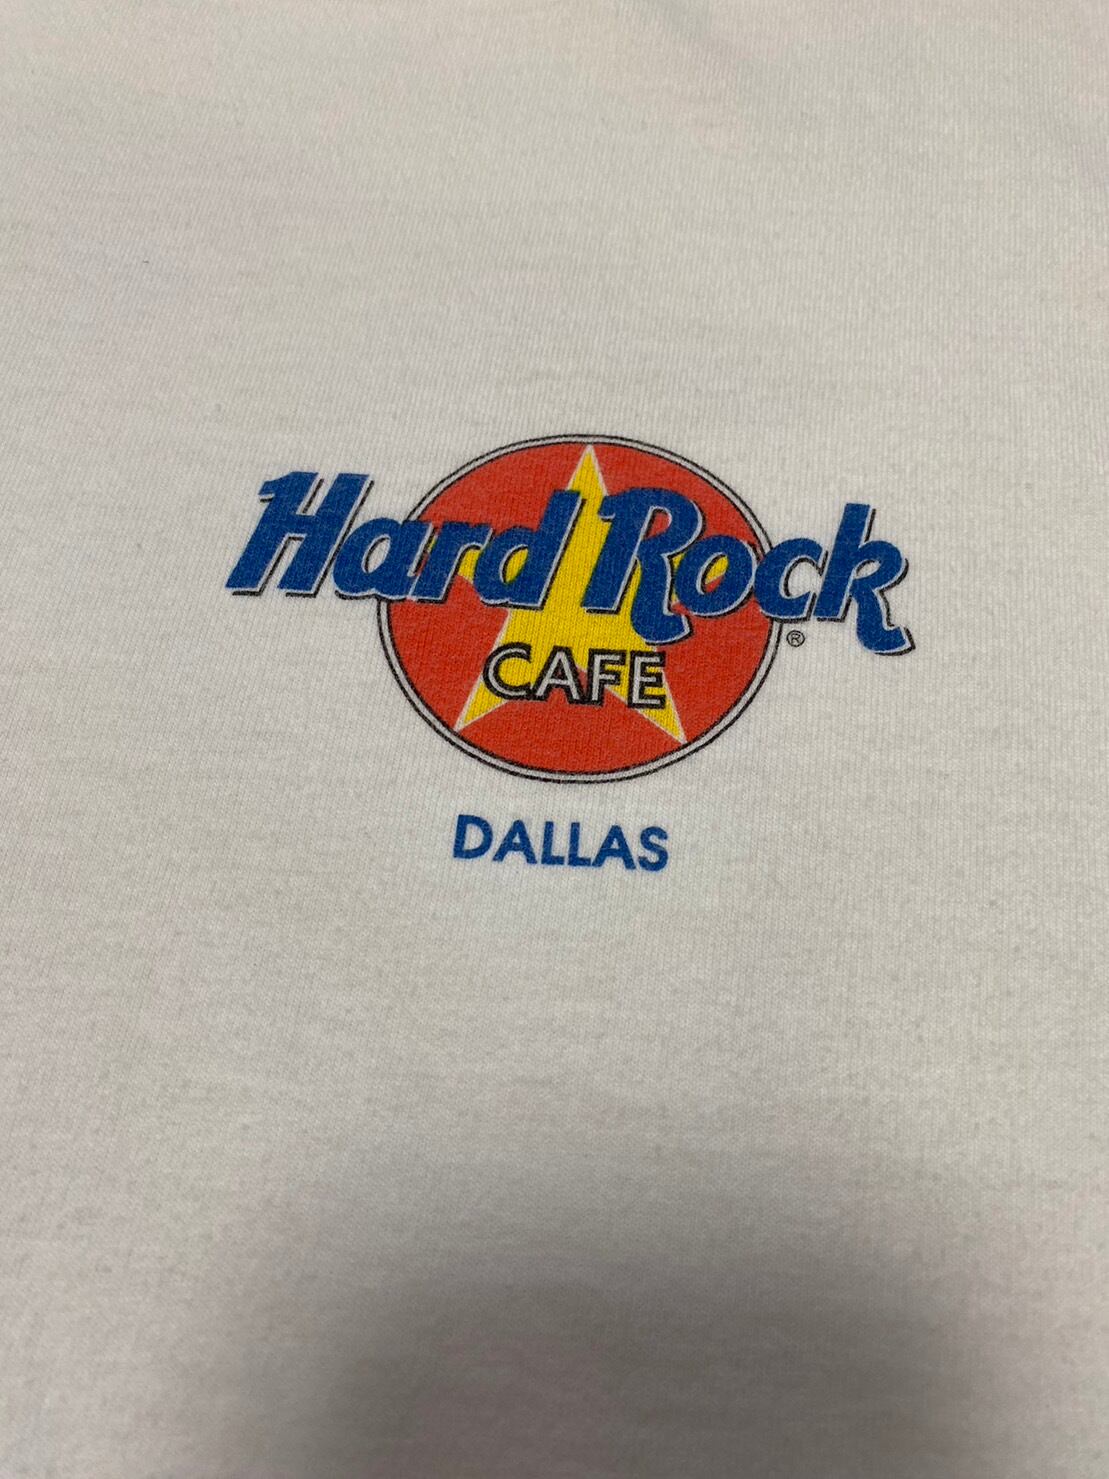 Hard Rock
CAFE
®
DALLAS